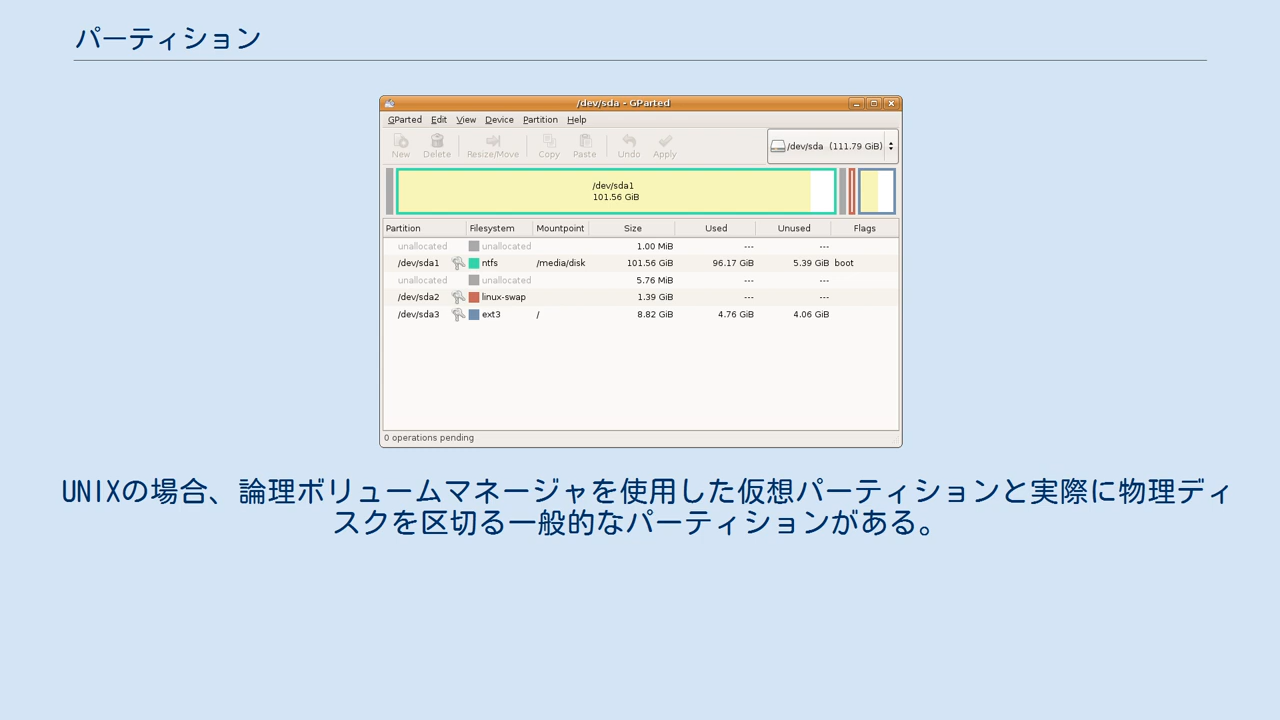 パーティション
/dev/sda - GParted
GParted Edit View Device Partition Help
New Delete Resize/Move Copy Paste Undo Apply /dev/sda (111.79 GiB)
/dev/sda1
101.56 GiB
Partition Filesystem Mountpoint Size Used Unused Flags
unallocated unallocated 1.00 MiB --- ---
/dev/sda1 ntfs /media/disk 101.56 GiB 96.17 GiB 5.39 GiB boot
unallocated unallocated 5.76 MiB --- ---
/dev/sda2 linux-swap 1.39 GiB --- ---
/dev/sda3 ext3 / 8.82 GiB 4.76 GiB 4.06 GiB
0 operations pending
UNIXの場合、論理ボリュームマネージャを使用した仮想パーティションと実際に物理ディ
スクを区切る一般的なパーティションがある。